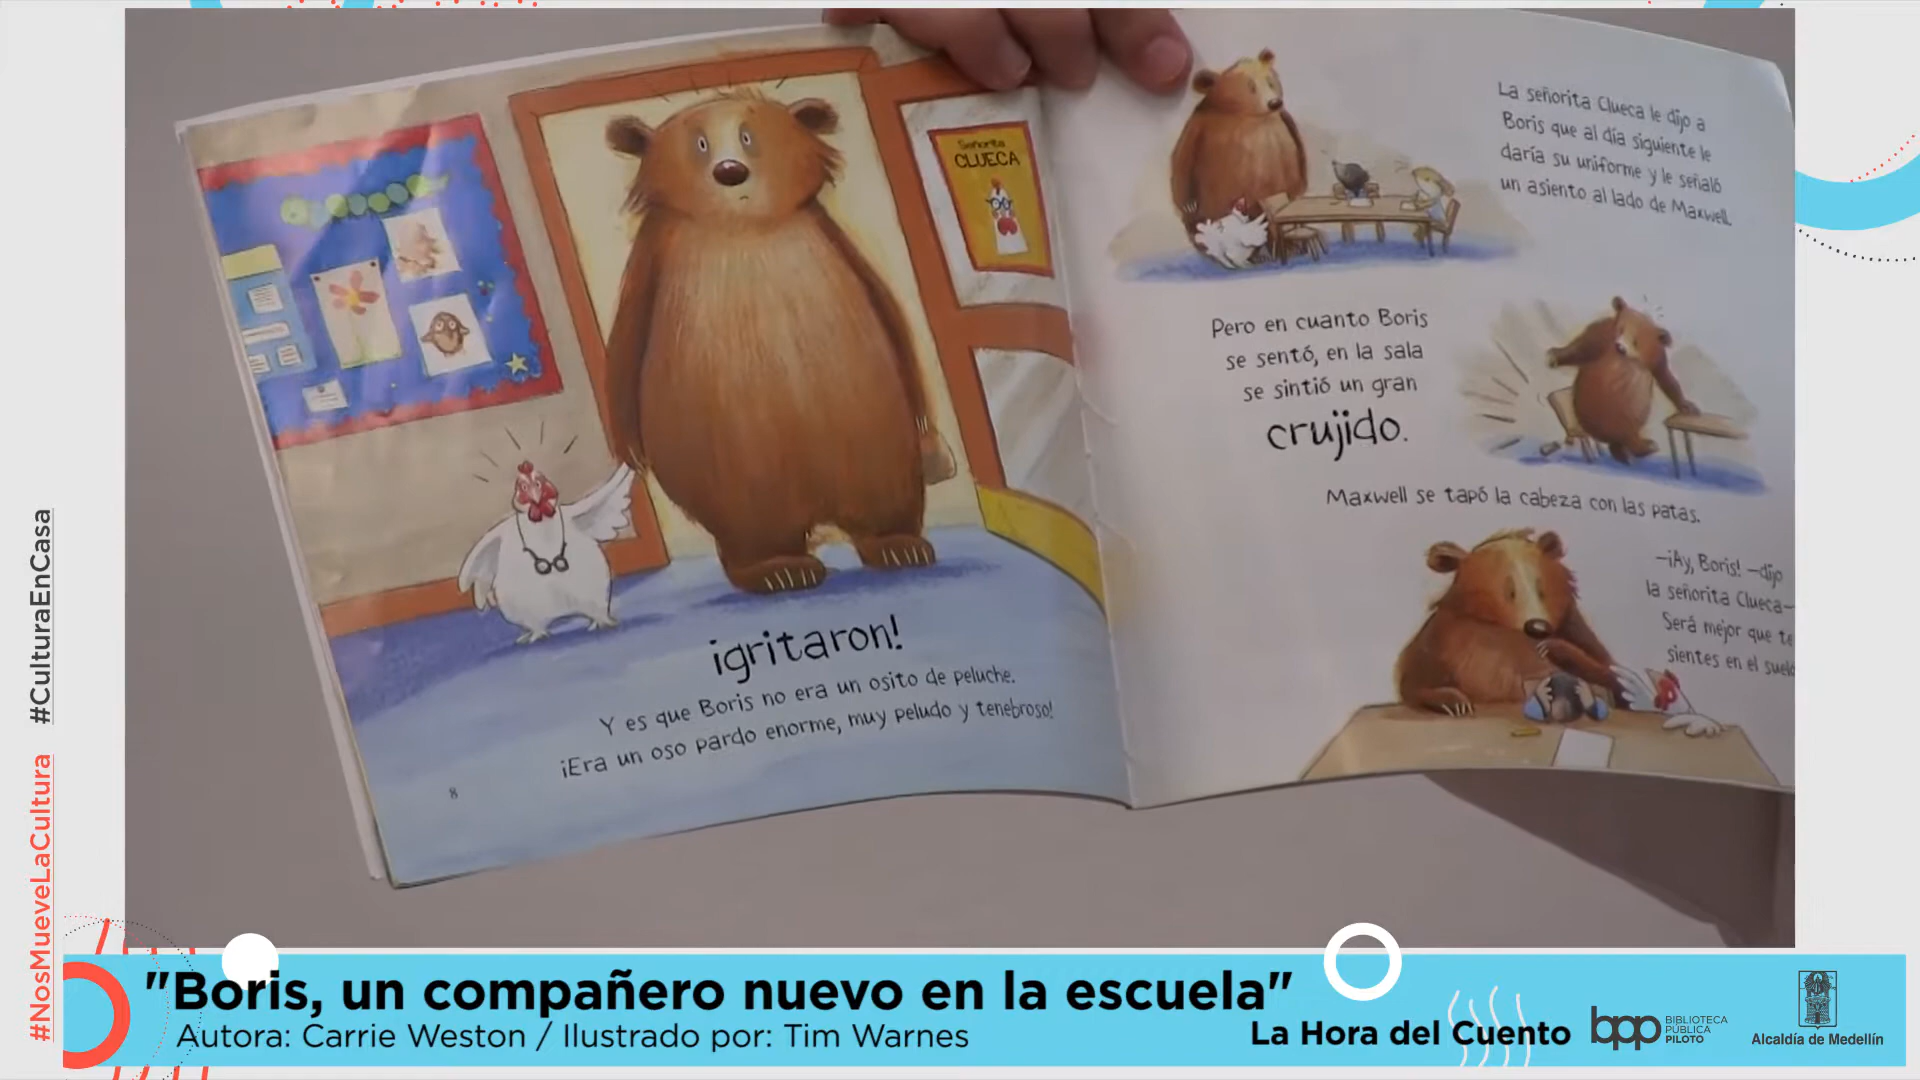 Señorita
CLUECA
¡gritaron!
Y es que Boris no era un osito de peluche.
¡Era un oso pardo enorme, muy peludo y tenebroso!
8
La señorita Clueca le dijo a
Boris que al día siguiente le
daría su uniforme y le señaló
un asiento al lado de Maxwell.
Pero en cuanto Boris
se sentó, en la sala
se sintió un gran
crujido.
Maxwell se tapó la cabeza con las patas.
—¡Ay, Boris! —dijo
la señorita Clueca—
Será mejor que te
sientes en el suelo
#NosMueveLaCultura #CulturaEnCasa
"Boris, un compañero nuevo en la escuela"
Autora: Carrie Weston / Ilustrado por: Tim Warnes
La Hora del Cuento
bpp
BIBLIOTECA
PÚBLICA
PILOTO
Alcaldía de Medellín